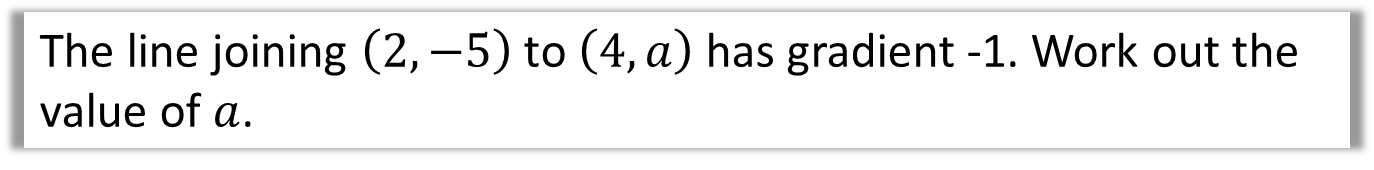 The line joining (2, −5) to (4, a) has gradient -1. Work out the
value of a.